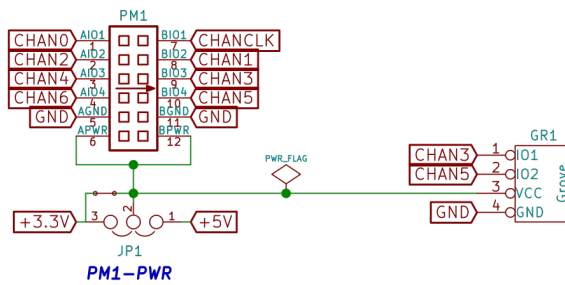 PM1
CHAN0 AIO1 1 BIO1 7 CHANCLK
CHAN2 AIO2 2 BIO2 8 CHAN1
CHAN4 AIO3 3 BIO3 9 CHAN3
CHAN6 AIO4 4 BIO4 10 CHAN5
GND AGND 5 BGND 11 GND
APWR 6 BPWR 12
GR1
CHAN3 1 IO1
CHAN5 2 IO2
3 VCC
GND 4 GND
Grove
PWR_FLAG
+3.3V 3 2 1 +5V
JP1
PM1-PWR